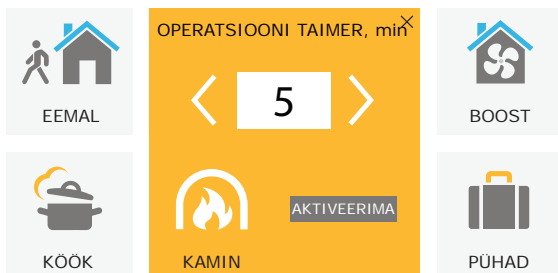 OPERATSIOONI TAIMER, min
5
EEMAL
BOOST
AKTIVEERIMA
KÖÖK
KAMIN
PÜHAD